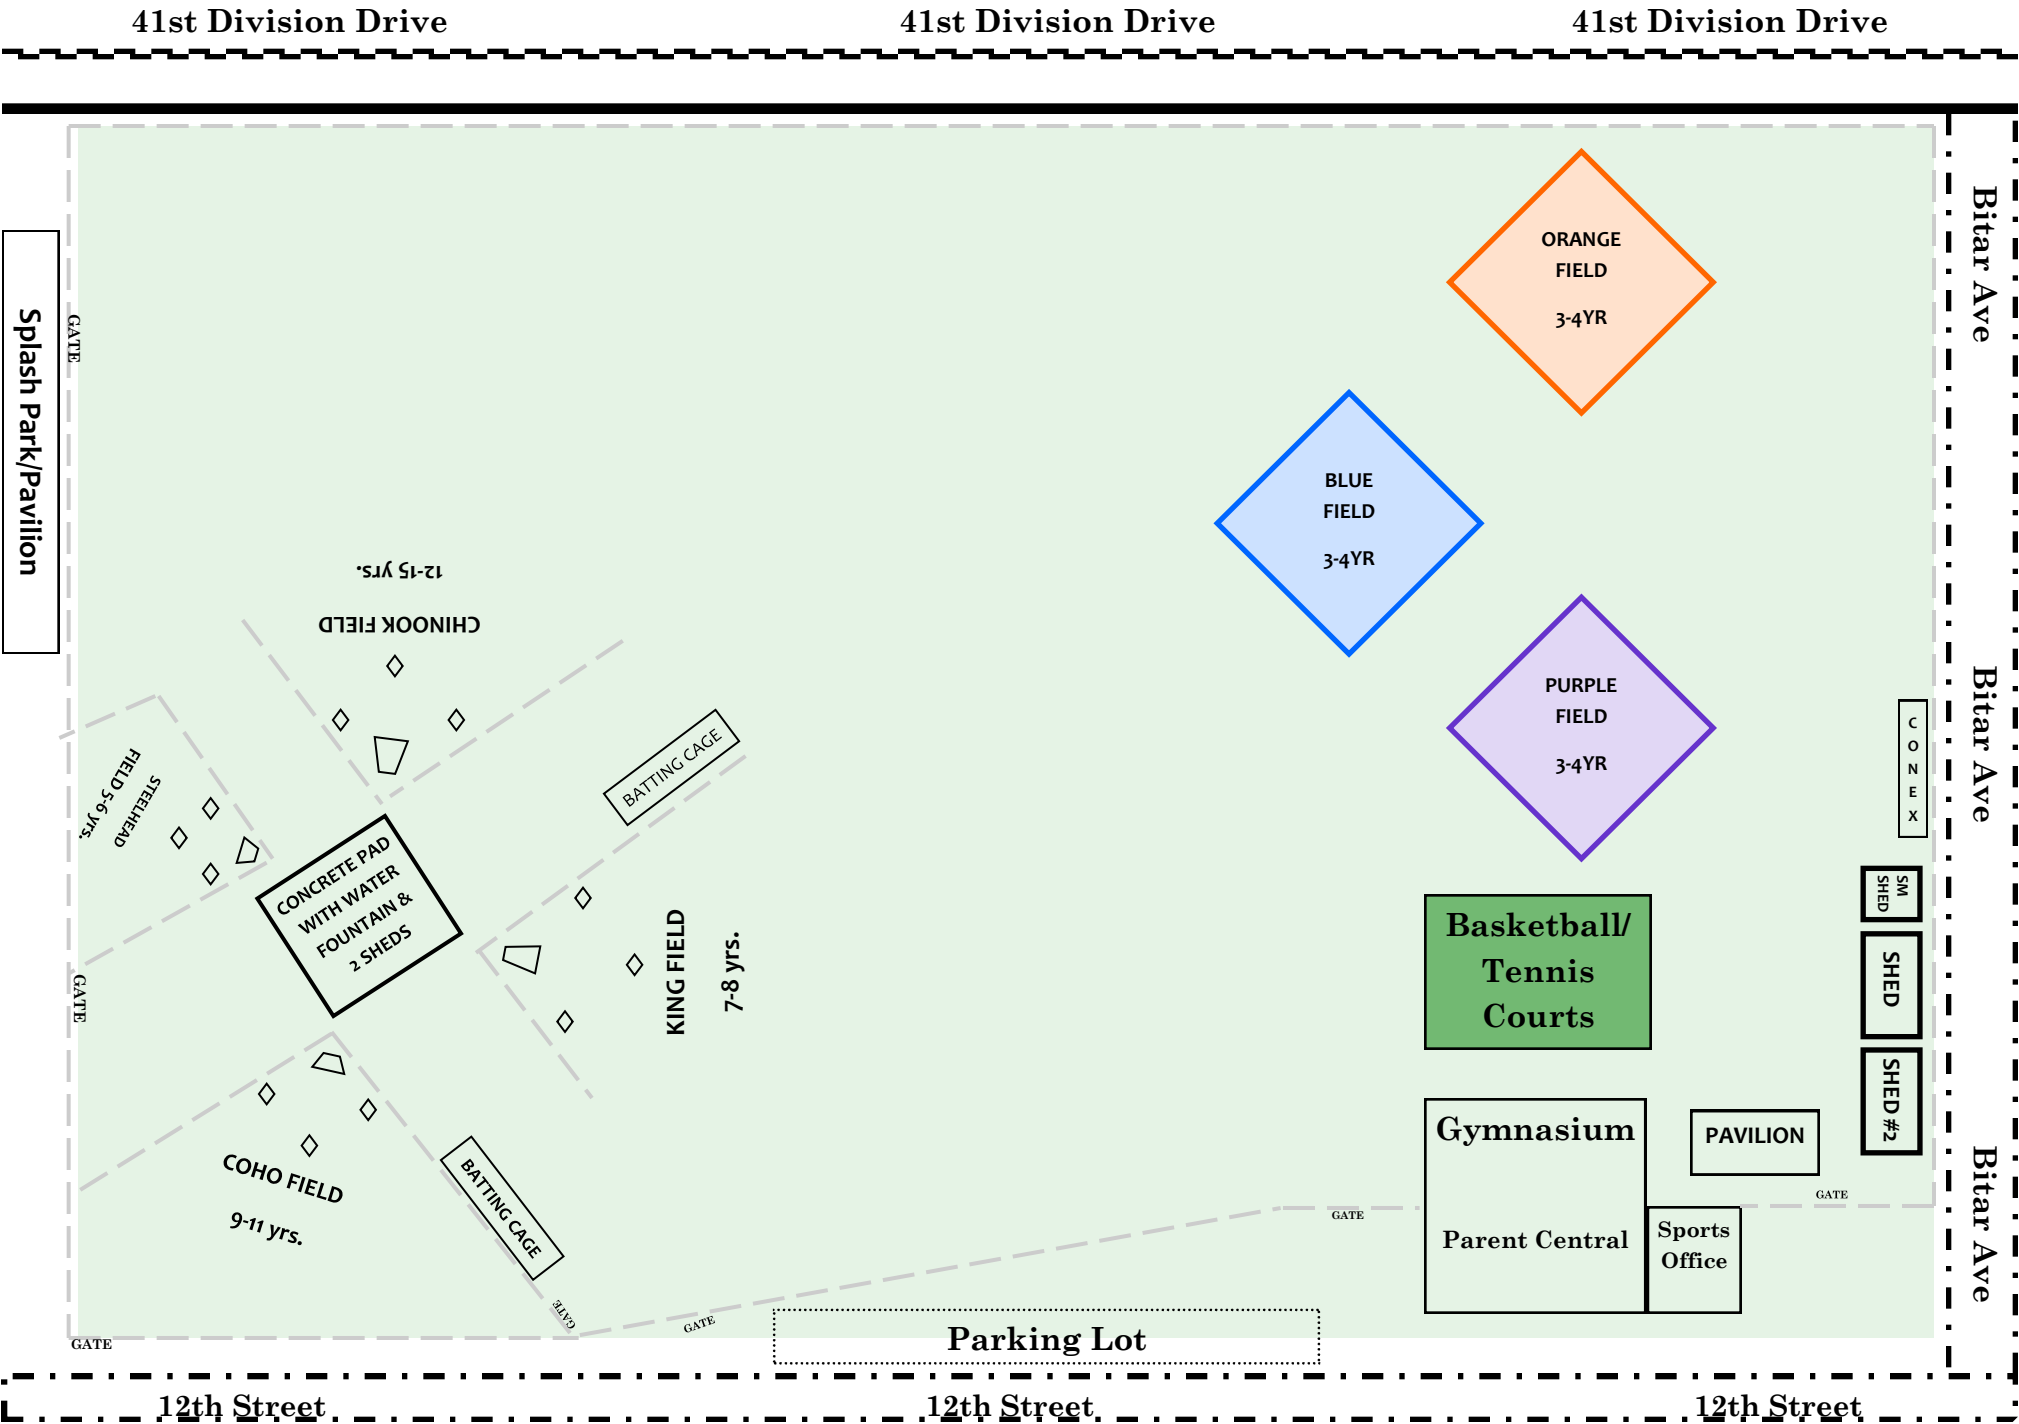 41st Division Drive
41st Division Drive
41st Division Drive
Splash Park/Pavilion
GATE
Bitar Ave
ORANGE
FIELD
3-4YR
BLUE
FIELD
3-4YR
PURPLE
FIELD
3-4YR
Bitar Ave
CONEX
CHINOOK FIELD
12-15 yrs.
BATTING CAGE
STEELHEAD
FIELD 5-6 yrs.
CONCRETE PAD
WITH WATER
FOUNTAIN &
2 SHEDS
KING FIELD
7-8 yrs.
GATE
Basketball/
Tennis
Courts
SM
SHED
SHED
SHED #2
COHO FIELD
9-11 yrs.
BATTING CAGE
Gymnasium
Parent Central
PAVILION
Sports
Office
GATE
GATE
Bitar Ave
GATE
GATE
GATE
Parking Lot
12th Street
12th Street
12th Street